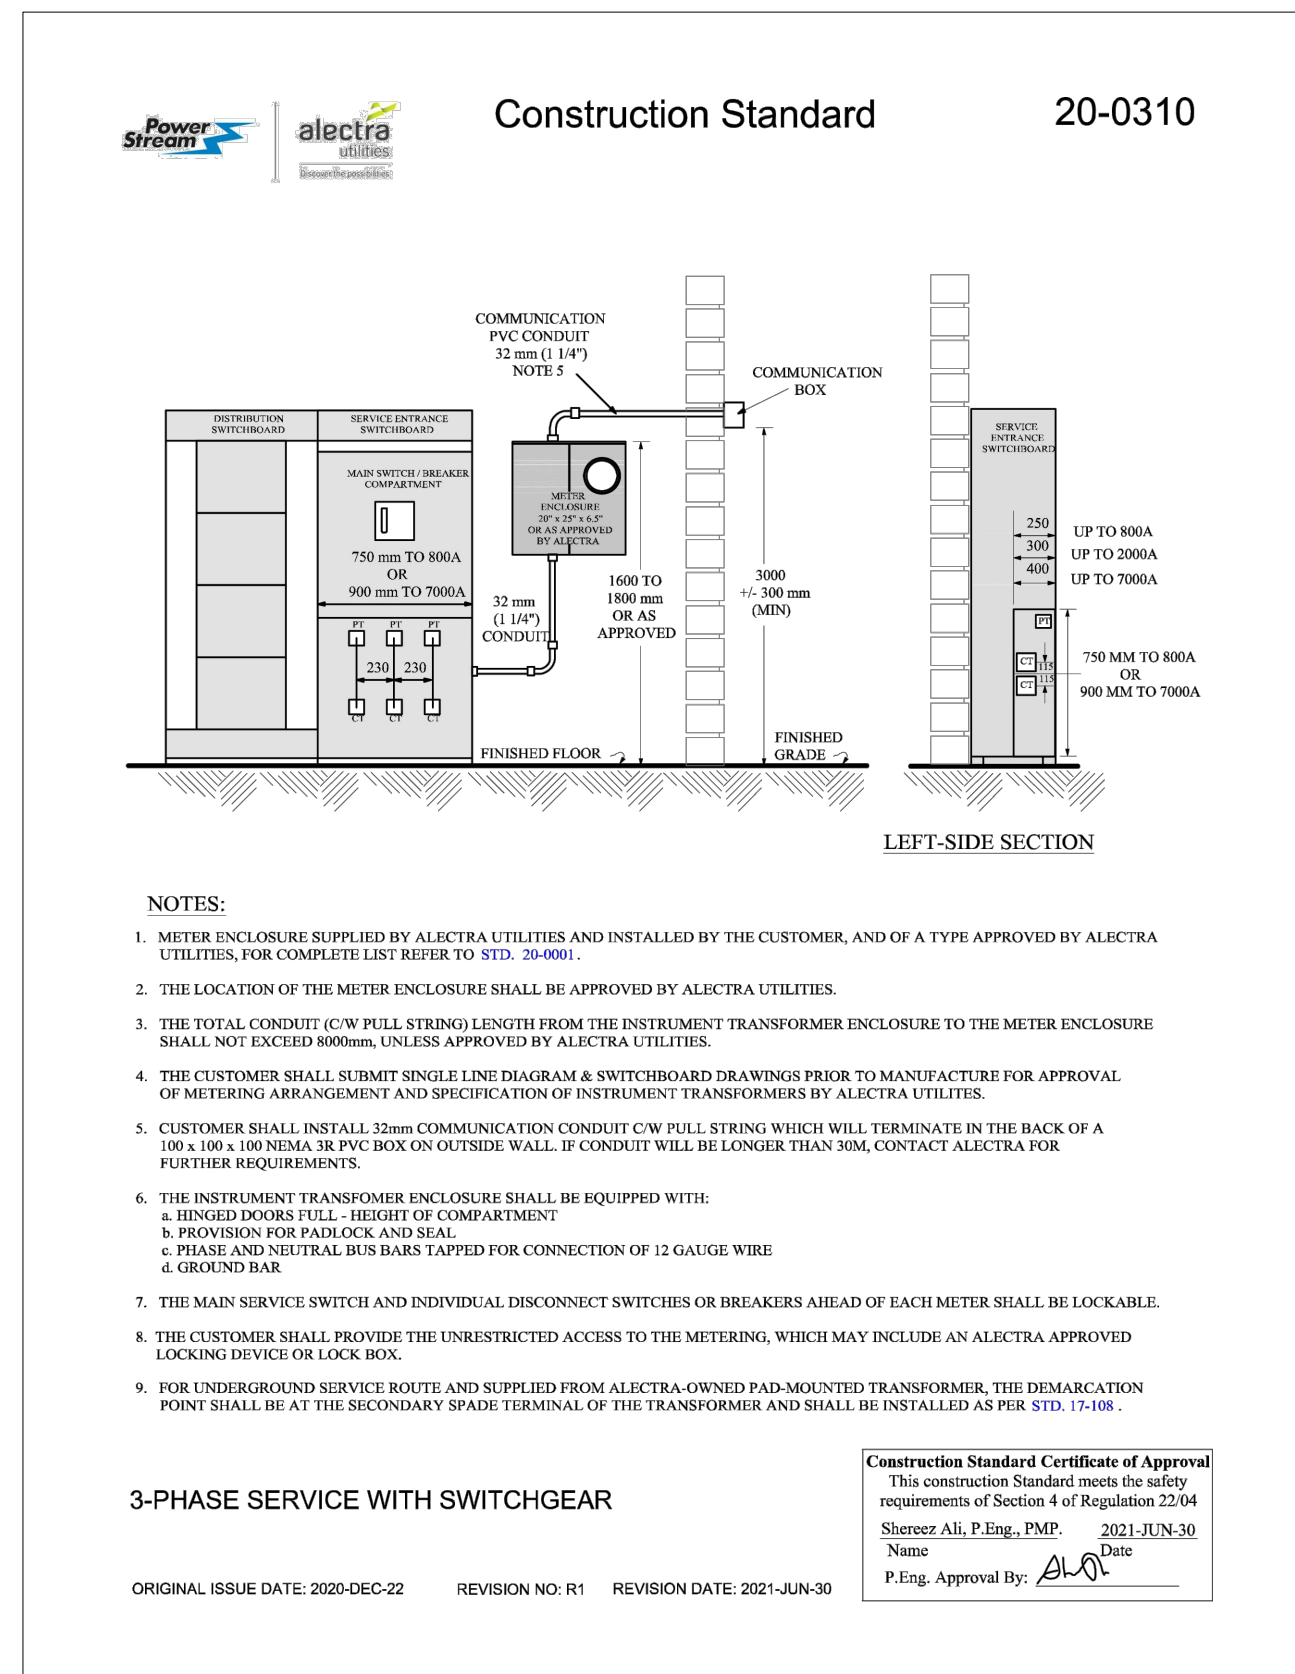 Power
Stream
alectra
utilities
Discover the possibilities
Construction Standard
20-0310
COMMUNICATION
PVC CONDUIT
32 mm (1 1/4")
NOTE 5
COMMUNICATION
BOX
DISTRIBUTION
SWITCHBOARD
SERVICE ENTRANCE
SWITCHBOARD
MAIN SWITCH / BREAKER
COMPARTMENT
750 mm TO 800A
OR
900 mm TO 7000A
PT
PT
PT
230
230
CT
CT
CT
METER
ENCLOSURE
20" x 25" x 6.5"
OR AS APPROVED
BY ALECTRA
32 mm
(1 1/4")
CONDUIT
1600 TO
1800 mm
OR AS
APPROVED
3000
+/- 300 mm
(MIN)
FINISHED FLOOR
FINISHED
GRADE
SERVICE
ENTRANCE
SWITCHBOARD
250
UP TO 800A
300
UP TO 2000A
400
UP TO 7000A
PT
CT
115
CT
115
750 MM TO 800A
OR
900 MM TO 7000A
LEFT-SIDE SECTION
NOTES:
1. METER ENCLOSURE SUPPLIED BY ALECTRA UTILITIES AND INSTALLED BY THE CUSTOMER, AND OF A TYPE APPROVED BY ALECTRA
UTILITIES, FOR COMPLETE LIST REFER TO STD. 20-0001.
2. THE LOCATION OF THE METER ENCLOSURE SHALL BE APPROVED BY ALECTRA UTILITIES.
3. THE TOTAL CONDUIT (C/W PULL STRING) LENGTH FROM THE INSTRUMENT TRANSFORMER ENCLOSURE TO THE METER ENCLOSURE
SHALL NOT EXCEED 8000mm, UNLESS APPROVED BY ALECTRA UTILITIES.
4. THE CUSTOMER SHALL SUBMIT SINGLE LINE DIAGRAM & SWITCHBOARD DRAWINGS PRIOR TO MANUFACTURE FOR APPROVAL
OF METERING ARRANGEMENT AND SPECIFICATION OF INSTRUMENT TRANSFORMERS BY ALECTRA UTILITES.
5. CUSTOMER SHALL INSTALL 32mm COMMUNICATION CONDUIT C/W PULL STRING WHICH WILL TERMINATE IN THE BACK OF A
100 x 100 x 100 NEMA 3R PVC BOX ON OUTSIDE WALL. IF CONDUIT WILL BE LONGER THAN 30M, CONTACT ALECTRA FOR
FURTHER REQUIREMENTS.
6. THE INSTRUMENT TRANSFOMER ENCLOSURE SHALL BE EQUIPPED WITH:
a. HINGED DOORS FULL - HEIGHT OF COMPARTMENT
b. PROVISION FOR PADLOCK AND SEAL
c. PHASE AND NEUTRAL BUS BARS TAPPED FOR CONNECTION OF 12 GAUGE WIRE
d. GROUND BAR
7. THE MAIN SERVICE SWITCH AND INDIVIDUAL DISCONNECT SWITCHES OR BREAKERS AHEAD OF EACH METER SHALL BE LOCKABLE.
8. THE CUSTOMER SHALL PROVIDE THE UNRESTRICTED ACCESS TO THE METERING, WHICH MAY INCLUDE AN ALECTRA APPROVED
LOCKING DEVICE OR LOCK BOX.
9. FOR UNDERGROUND SERVICE ROUTE AND SUPPLIED FROM ALECTRA-OWNED PAD-MOUNTED TRANSFORMER, THE DEMARCATION
POINT SHALL BE AT THE SECONDARY SPADE TERMINAL OF THE TRANSFORMER AND SHALL BE INSTALLED AS PER STD. 17-108 .
3-PHASE SERVICE WITH SWITCHGEAR
ORIGINAL ISSUE DATE: 2020-DEC-22 REVISION NO: R1 REVISION DATE: 2021-JUN-30
Construction Standard Certificate of Approval
This construction Standard meets the safety
requirements of Section 4 of Regulation 22/04
Shereez Ali, P.Eng., PMP. 2021-JUN-30
Name Date
P.Eng. Approval By: